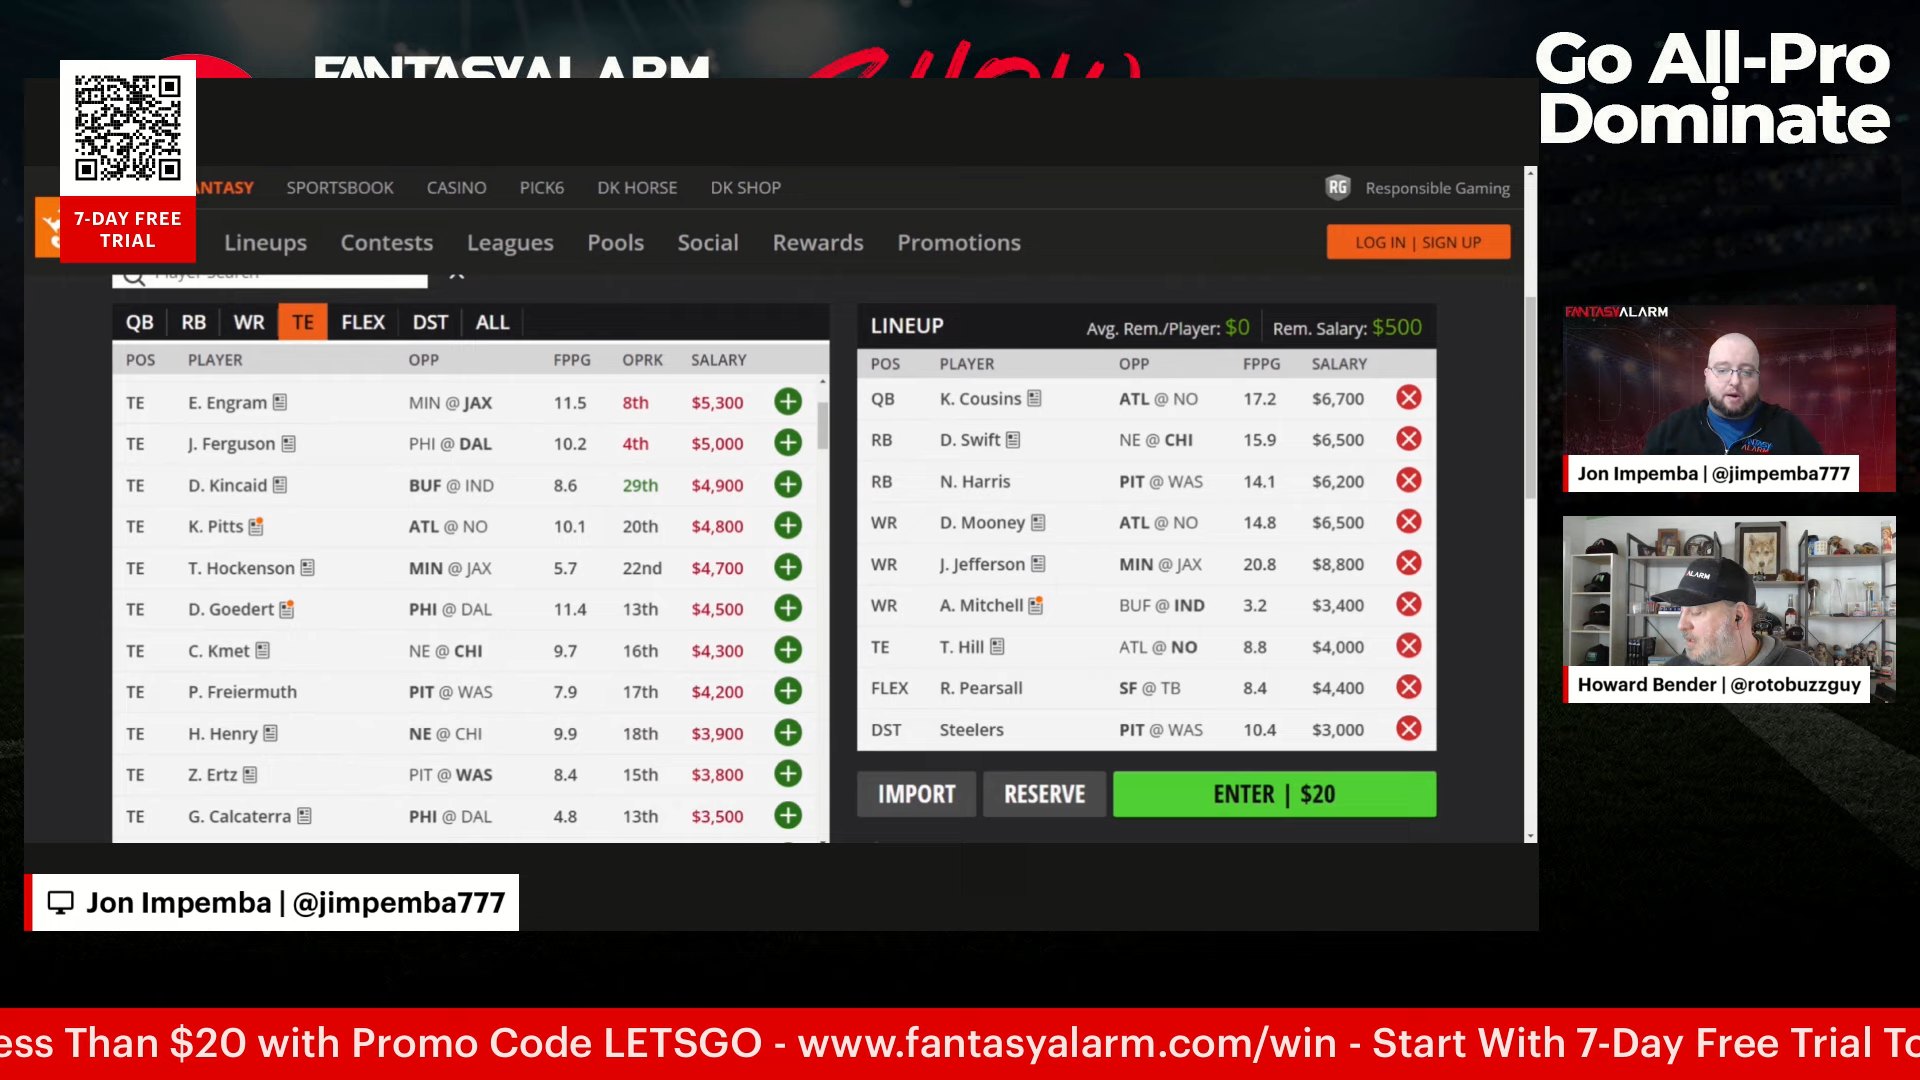 FANTASYALARM
SHOW
Go All-Pro
Dominate
7-DAY FREE
TRIAL
ANTASY SPORTSBOOK CASINO PICK6 DK HORSE DK SHOP
RG Responsible Gaming
Lineups Contests Leagues Pools Social Rewards Promotions
LOG IN | SIGN UP
Player Search
QB RB WR TE FLEX DST ALL
POS PLAYER OPP FPPG OPRK SALARY
TE E. Engram MIN @ JAX 11.5 8th $5,300
TE J. Ferguson PHI @ DAL 10.2 4th $5,000
TE D. Kincaid BUF @ IND 8.6 29th $4,900
TE K. Pitts ATL @ NO 10.1 20th $4,800
TE T. Hockenson MIN @ JAX 5.7 22nd $4,700
TE D. Goedert PHI @ DAL 11.4 13th $4,500
TE C. Kmet NE @ CHI 9.7 16th $4,300
TE P. Freiermuth PIT @ WAS 7.9 17th $4,200
TE H. Henry NE @ CHI 9.9 18th $3,900
TE Z. Ertz PIT @ WAS 8.4 15th $3,800
TE G. Calcaterra PHI @ DAL 4.8 13th $3,500
LINEUP Avg. Rem./Player: $0 Rem. Salary: $500
POS PLAYER OPP FPPG SALARY
QB K. Cousins ATL @ NO 17.2 $6,700
RB D. Swift NE @ CHI 15.9 $6,500
RB N. Harris PIT @ WAS 14.1 $6,200
WR D. Mooney ATL @ NO 14.8 $6,500
WR J. Jefferson MIN @ JAX 20.8 $8,800
WR A. Mitchell BUF @ IND 3.2 $3,400
TE T. Hill ATL @ NO 8.8 $4,000
FLEX R. Pearsall SF @ TB 8.4 $4,400
DST Steelers PIT @ WAS 10.4 $3,000
IMPORT RESERVE ENTER | $20
FANTASYALARM
Jon Impemba | @jimpemba777
ALARM
Howard Bender | @rotobuzzguy
Jon Impemba | @jimpemba777
ess Than $20 with Promo Code LETSGO - www.fantasyalarm.com/win - Start With 7-Day Free Trial To